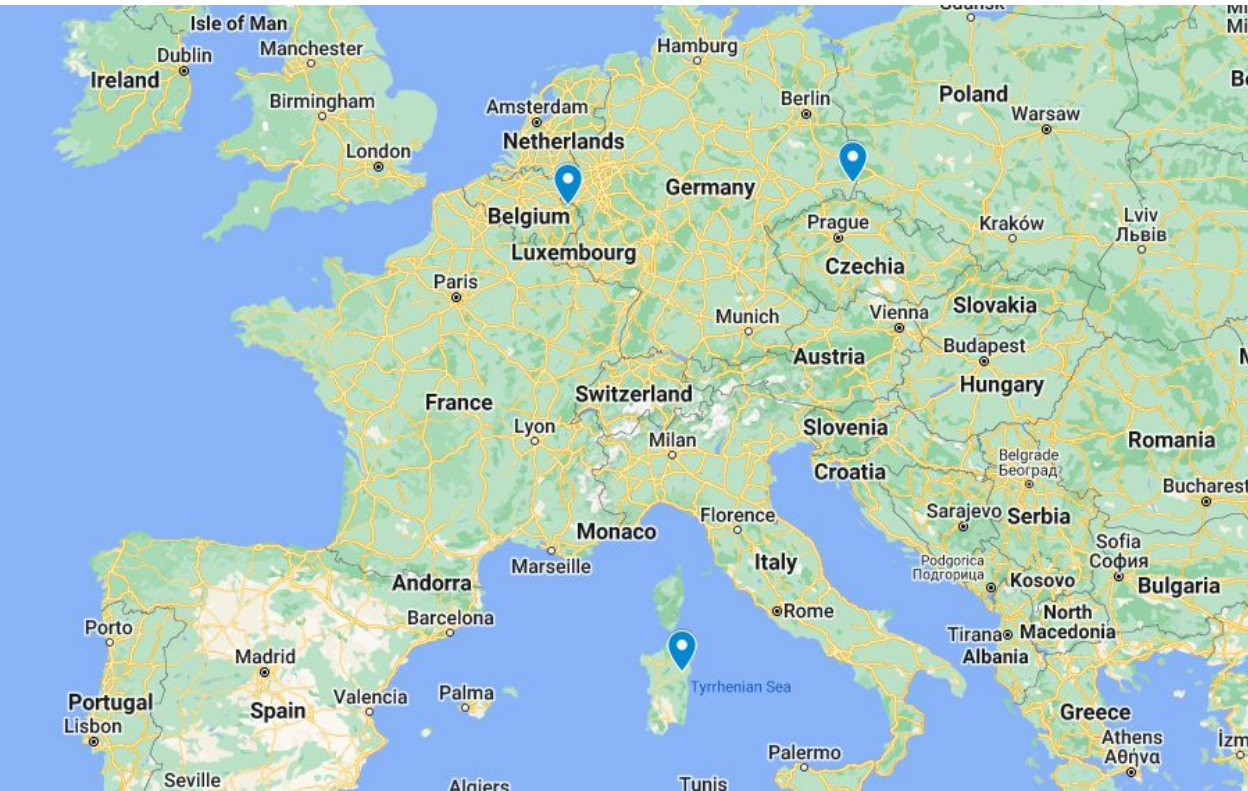 Isle of Man
Dublin
Manchester
Ireland
Birmingham
London
Hamburg
Amsterdam
Netherlands
Berlin
Poland
Warsaw
Germany
Belgium
Luxembourg
Prague
Kraków
Lviv
Львів
Czechia
Paris
Munich
Vienna
Slovakia
Austria
Budapest
Hungary
Switzerland
France
Lyon
Milan
Slovenia
Romania
Croatia
Belgrade
Београд
Bucharest
Florence
Sarajevo
Serbia
Monaco
Marseille
Italy
Sofia
София
Podgorica
Подгорица
Kosovo
Bulgaria
Andorra
Barcelona
Rome
North
Macedonia
Porto
Tirana
Albania
Madrid
Tyrrhenian Sea
Portugal
Valencia
Palma
Spain
Lisbon
Greece
Athens
Αθήνα
İzm
Palermo
Seville
Algiers
Tunis